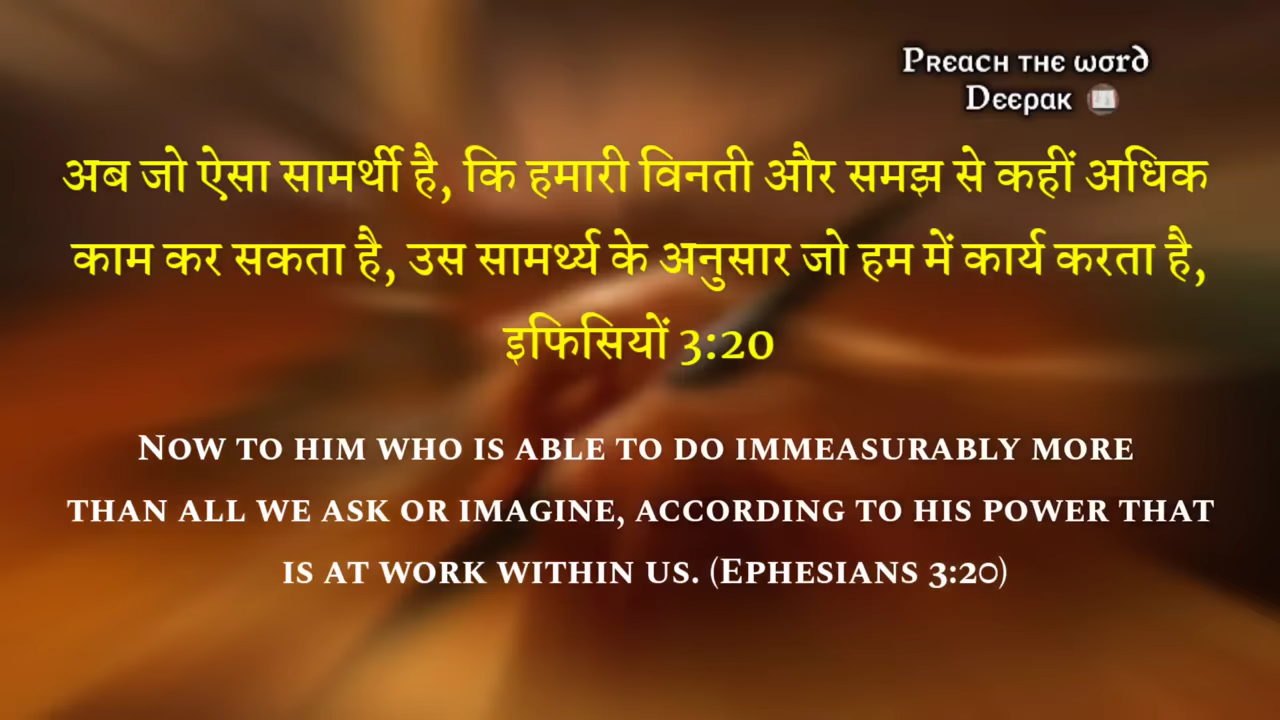 Preach the word
Deepak
अब जो ऐसा सामर्थी है, कि हमारी विनती और समझ से कहीं अधिक
काम कर सकता है, उस सामर्थ्य के अनुसार जो हम में कार्य करता है,
इफिसियों 3:20
Now to him who is able to do immeasurably more
than all we ask or imagine, according to his power that
is at work within us. (Ephesians 3:20)